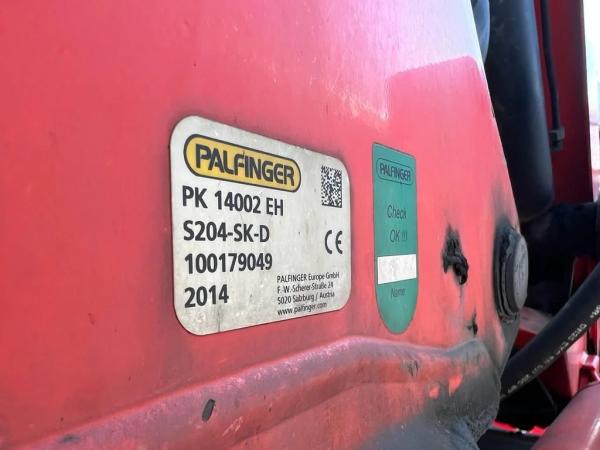 PALFINGER
PK 14002 EH
S204-SK-D
100179049
2014
CE
PALFINGER Europe GmbH
F.-W.-Scherer-Straße 24
5020 Salzburg / Austria
www.palfinger.com
PALFINGER
Check
OK !!!
Name